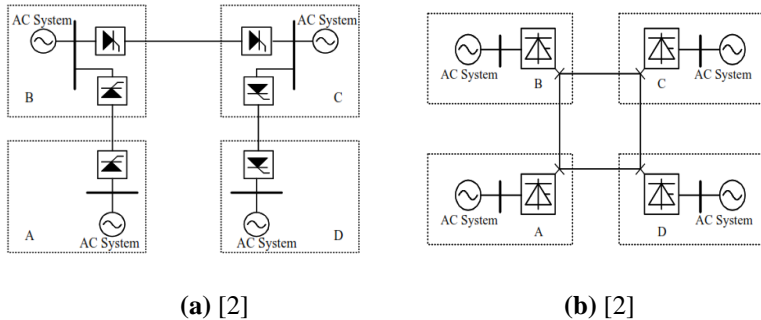 AC System
AC System
B
C
A
D
AC System
AC System
(a) [2]
AC System
AC System
B
C
AC System
AC System
A
D
(b) [2]